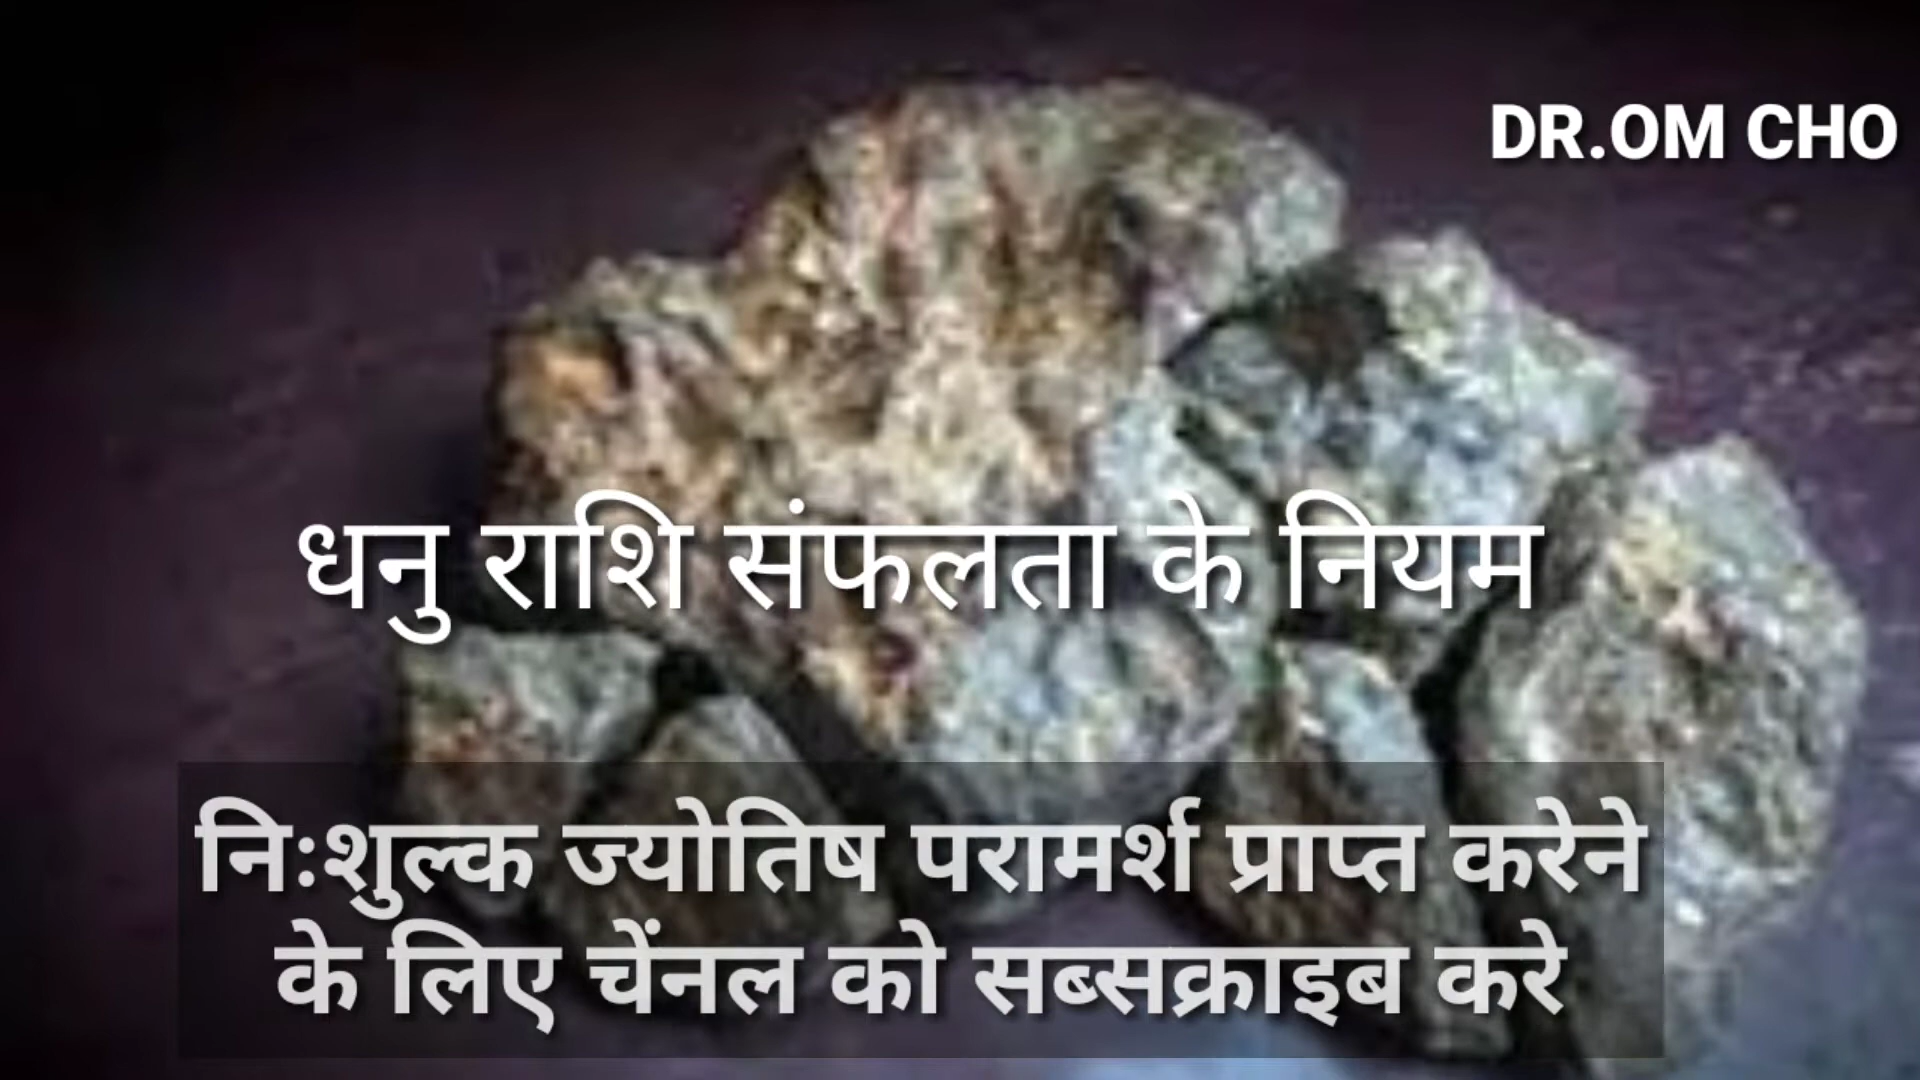 DR.OM CHO
धनु राशि संफलता के नियम
निःशुल्क ज्योतिष परामर्श प्राप्त करेने
के लिए चेंनल को सब्सक्राइब करे